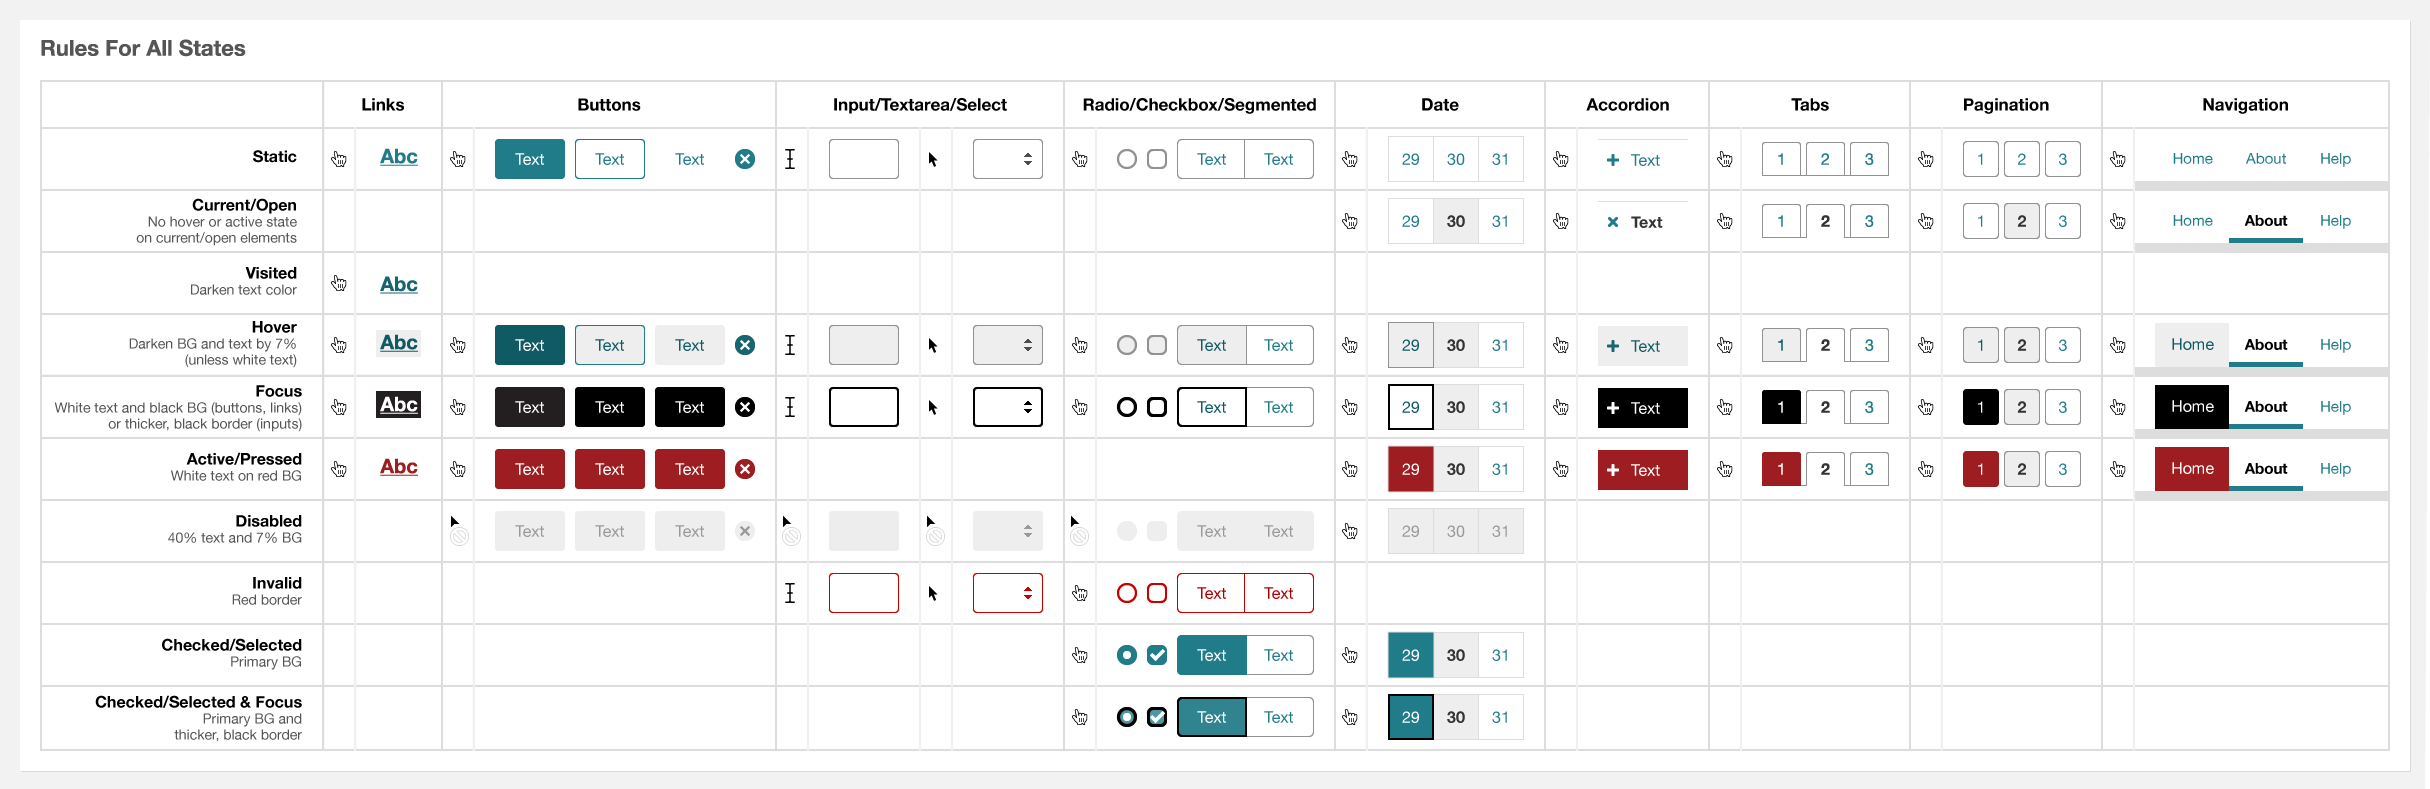 Rules For All States
Links Buttons Input/Textarea/Select Radio/Checkbox/Segmented Date Accordion Tabs Pagination Navigation
Static Abc Text Text Text Text Text 29 30 31 Text 1 2 3 1 2 3 Home About Help
Current/Open
No hover or active state
on current/open elements
29 30 31 Text 1 2 3 1 2 3 Home About Help
Visited
Darken text color
Abc
Hover
Darken BG and text by 7%
(unless white text)
Abc Text Text Text Text Text 29 30 31 Text 1 2 3 1 2 3 Home About Help
Focus
White text and black BG (buttons, links)
or thicker, black border (inputs)
Abc Text Text Text Text Text 29 30 31 Text 1 2 3 1 2 3 Home About Help
Active/Pressed
White text on red BG
Abc Text Text Text 29 30 31 Text 1 2 3 1 2 3 Home About Help
Disabled
40% text and 7% BG
Text Text Text Text Text 29 30 31
Invalid
Red border
Text Text
Checked/Selected
Primary BG
Text Text 29 30 31
Checked/Selected & Focus
Primary BG and
thicker, black border
Text Text 29 30 31